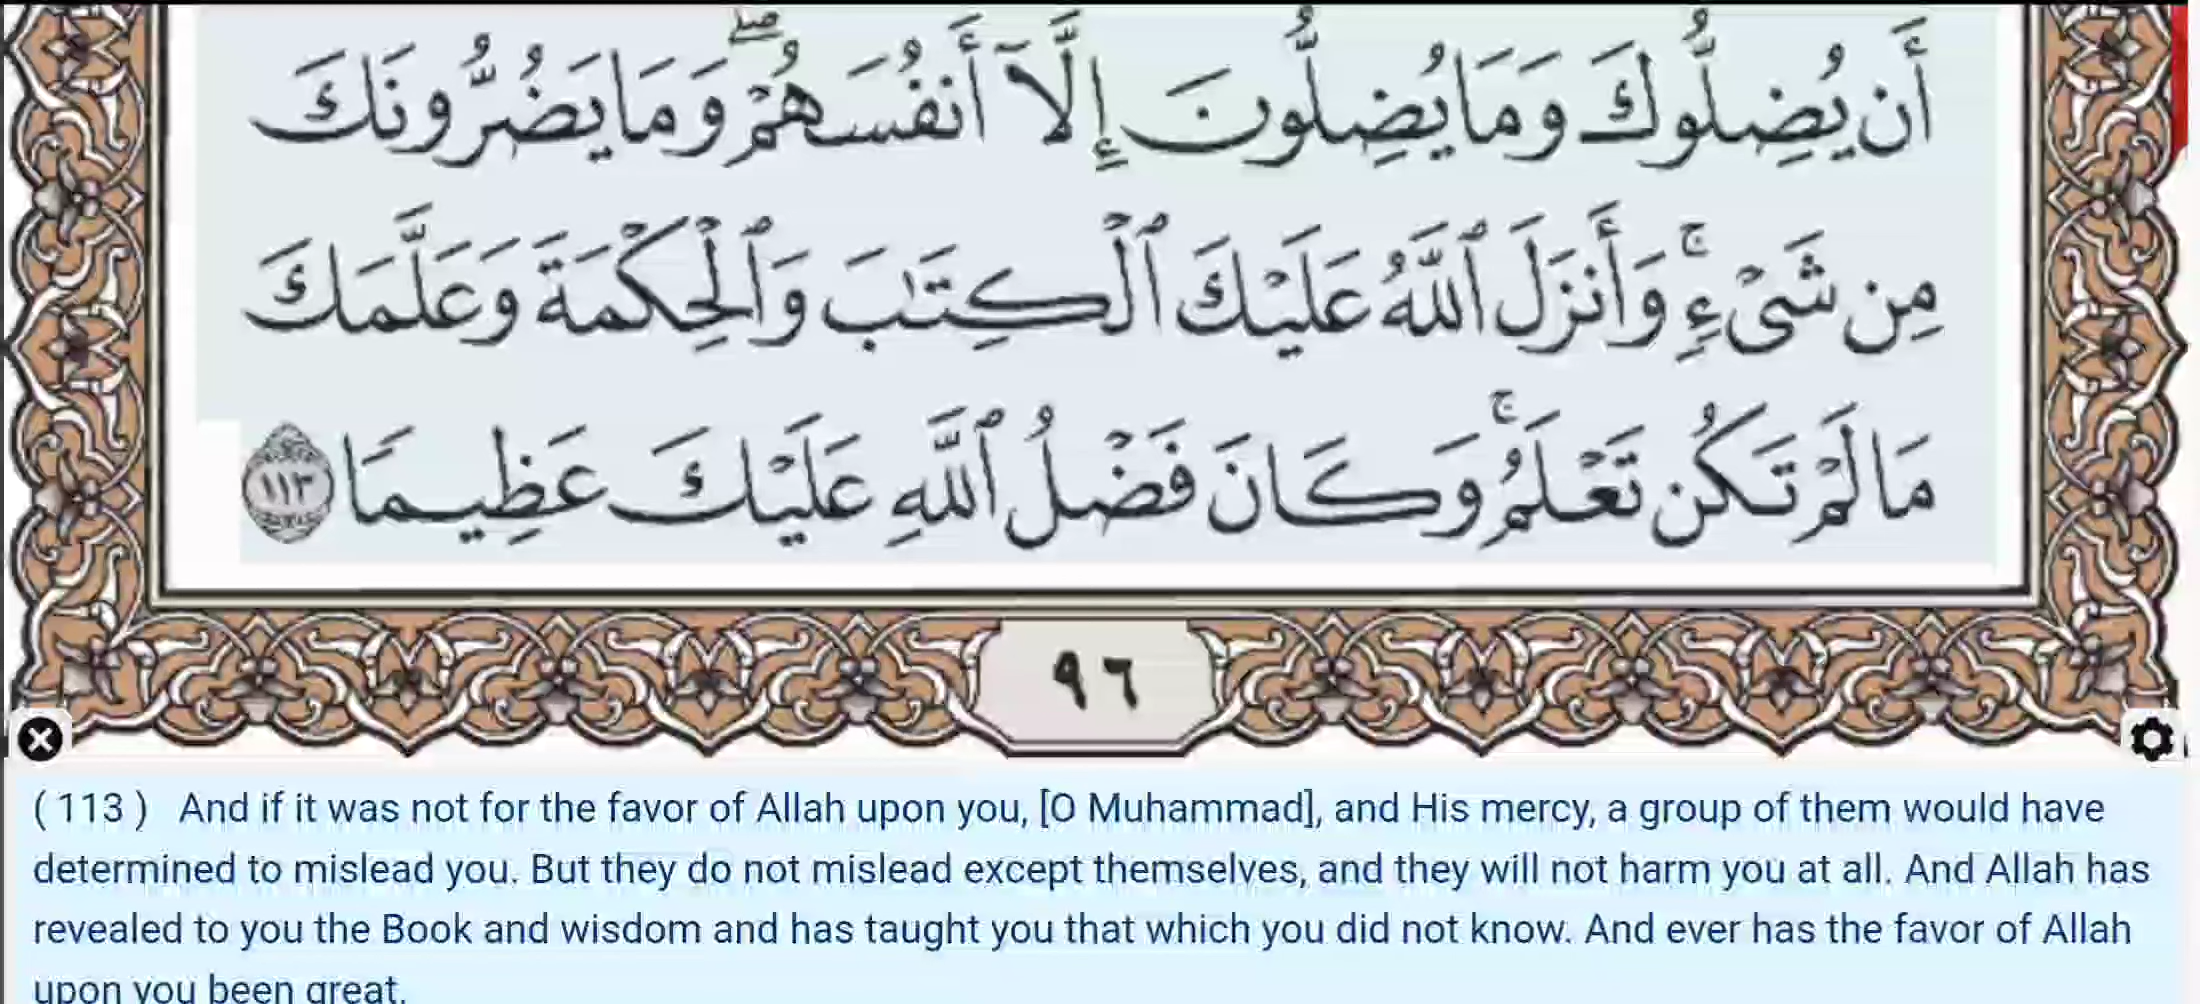 أَن يُضِلُّوكَ وَمَا يُضِلُّونَ إِلَّآ أَنفُسَهُمْ ۖ وَمَا يَضُرُّونَكَ
مِن شَىْءٍ ۚ وَأَنزَلَ ٱللَّهُ عَلَيْكَ ٱلْكِتَٰبَ وَٱلْحِكْمَةَ وَعَلَّمَكَ
مَا لَمْ تَكُن تَعْلَمُ ۚ وَكَانَ فَضْلُ ٱللَّهِ عَلَيْكَ عَظِيمًا ١١٣
٩٦
( 113 ) And if it was not for the favor of Allah upon you, [O Muhammad], and His mercy, a group of them would have
determined to mislead you. But they do not mislead except themselves, and they will not harm you at all. And Allah has
revealed to you the Book and wisdom and has taught you that which you did not know. And ever has the favor of Allah
upon you been great.